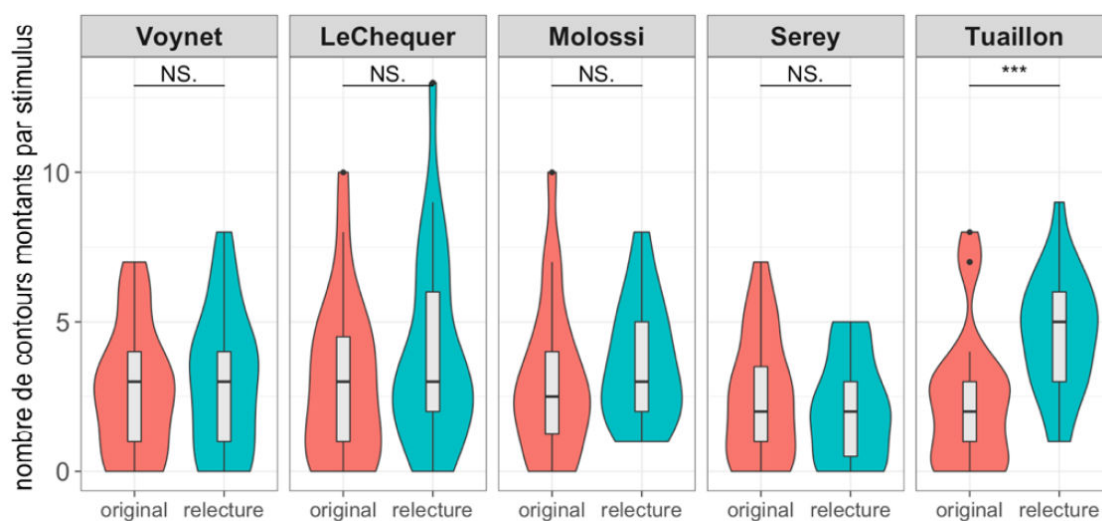 Voynet LeChequer Molossi Serey Tuaillon
NS. NS. NS. NS. ***
nombre de contours montants par stimulus
10
5
0
original relecture original relecture original relecture original relecture original relecture